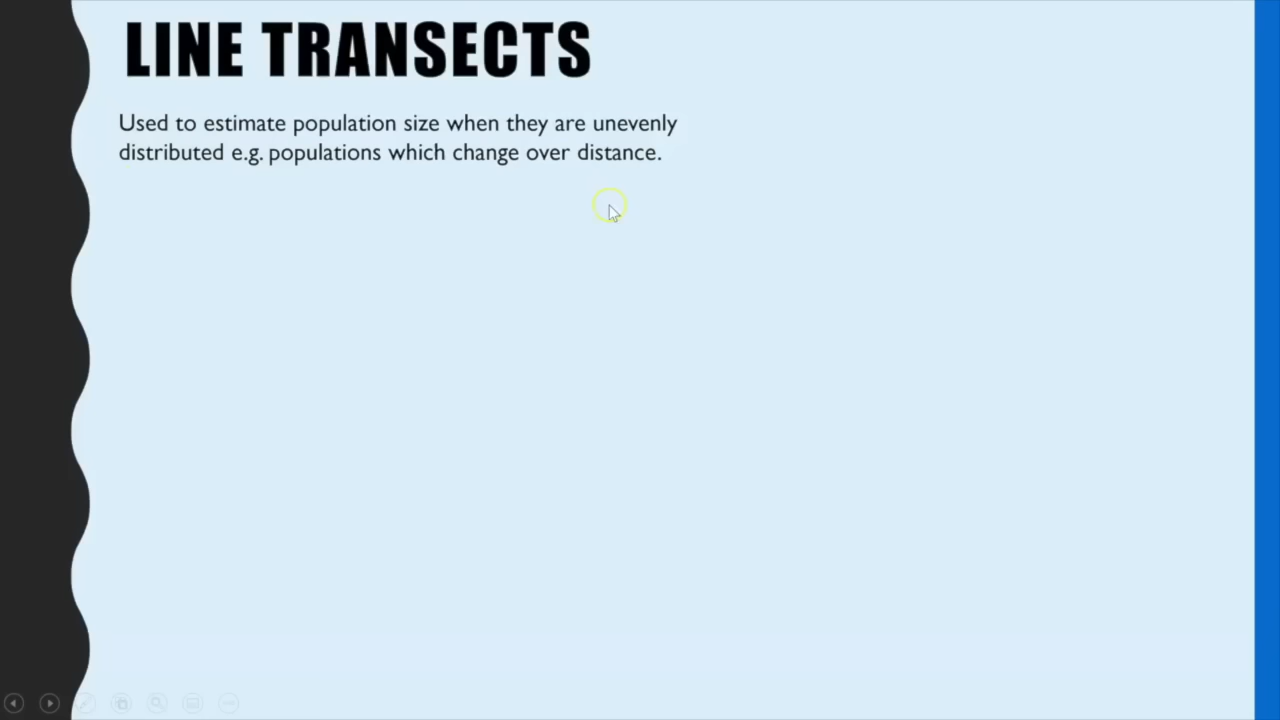 LINE TRANSECTS
Used to estimate population size when they are unevenly
distributed e.g. populations which change over distance.